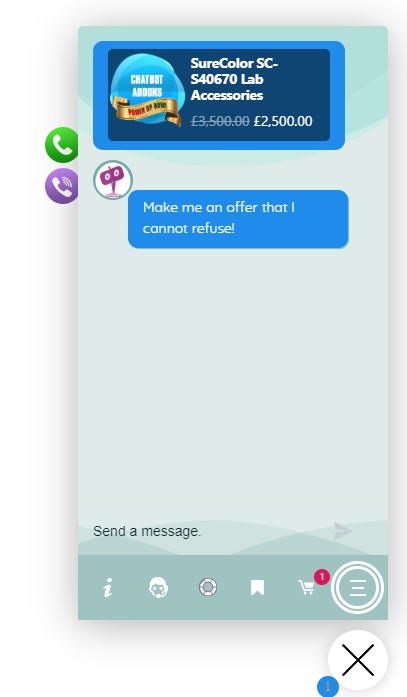 CHATBOT
ADDONS
POWER UP NOW!
SureColor SC-
S40670 Lab
Accessories
£3,500.00 £2,500.00
Make me an offer that I
cannot refuse!
Send a message.
1
1